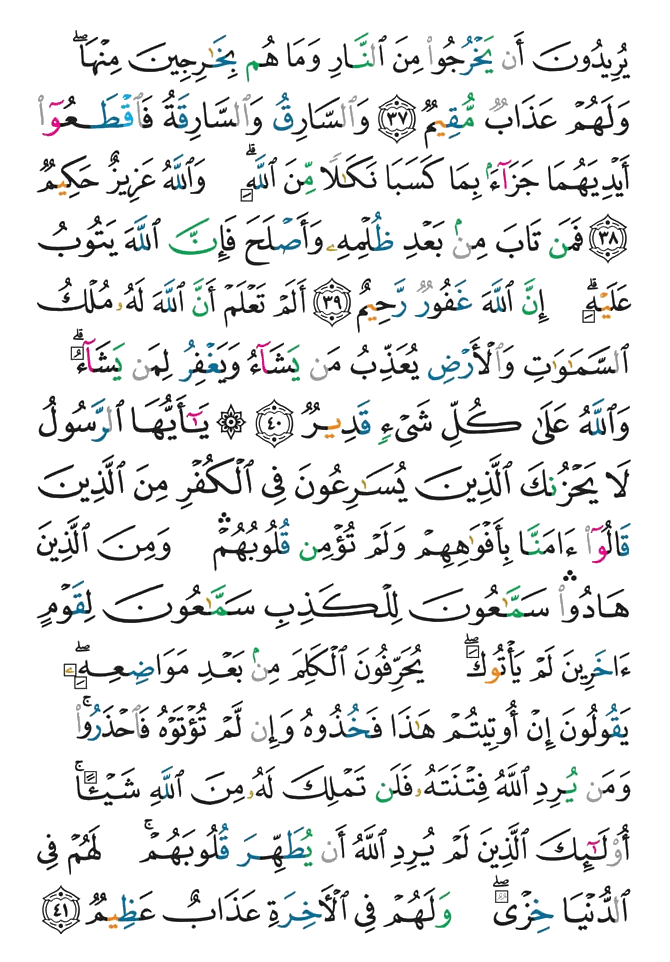 يُرِيدُونَ أَن يَخْرُجُوا۟ مِنَ ٱلنَّارِ وَمَا هُم بِخَـٰرِجِينَ مِنْهَا ۖ
وَلَهُمْ عَذَابٌ مُّقِيمٌ ﴿٣٧﴾ وَٱلسَّارِقُ وَٱلسَّارِقَةُ فَٱقْطَعُوٓا۟
أَيْدِيَهُمَا جَزَآءًۢ بِمَا كَسَبَا نَكَـٰلًا مِّنَ ٱللَّهِ ۗ وَٱللَّهُ عَزِيزٌ حَكِيمٌ
﴿٣٨﴾ فَمَن تَابَ مِنۢ بَعْدِ ظُلْمِهِۦ وَأَصْلَحَ فَإِنَّ ٱللَّهَ يَتُوبُ
عَلَيْهِ ۗ إِنَّ ٱللَّهَ غَفُورٌ رَّحِيمٌ ﴿٣٩﴾ أَلَمْ تَعْلَمْ أَنَّ ٱللَّهَ لَهُۥ مُلْكُ
ٱلسَّمَـٰوَٰتِ وَٱلْأَرْضِ يُعَذِّبُ مَن يَشَآءُ وَيَغْفِرُ لِمَن يَشَآءُ ۗ
وَٱللَّهُ عَلَىٰ كُلِّ شَىْءٍ قَدِيرٌ ﴿٤٠﴾ ۞ يَـٰٓأَيُّهَا ٱلرَّسُولُ
لَا يَحْزُنكَ ٱلَّذِينَ يُسَـٰرِعُونَ فِى ٱلْكُفْرِ مِنَ ٱلَّذِينَ
قَالُوٓا۟ ءَامَنَّا بِأَفْوَٰهِهِمْ وَلَمْ تُؤْمِن قُلُوبُهُمْ ۛ وَمِنَ ٱلَّذِينَ
هَادُوا۟ ۛ سَمَّـٰعُونَ لِلْكَذِبِ سَمَّـٰعُونَ لِقَوْمٍ
ءَاخَرِينَ لَمْ يَأْتُوكَ ۖ يُحَرِّفُونَ ٱلْكَلِمَ مِنۢ بَعْدِ مَوَاضِعِهِۦ ۖ
يَقُولُونَ إِنْ أُوتِيتُمْ هَـٰذَا فَخُذُوهُ وَإِن لَّمْ تُؤْتَوْهُ فَٱحْذَرُوا۟ ۚ
وَمَن يُرِدِ ٱللَّهُ فِتْنَتَهُۥ فَلَن تَمْلِكَ لَهُۥ مِنَ ٱللَّهِ شَيْـًٔا ۚ
أُو۟لَـٰٓئِكَ ٱلَّذِينَ لَمْ يُرِدِ ٱللَّهُ أَن يُطَهِّرَ قُلُوبَهُمْ ۚ لَهُمْ فِى
ٱلدُّنْيَا خِزْىٌ ۖ وَلَهُمْ فِى ٱلْـَٔاخِرَةِ عَذَابٌ عَظِيمٌ ﴿٤١﴾